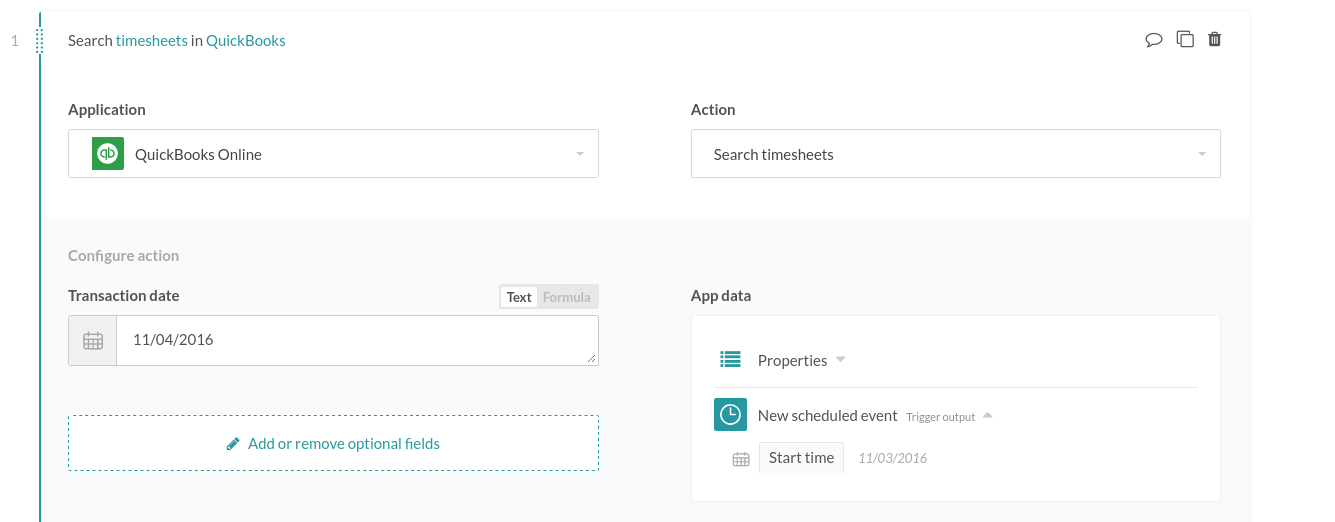 1
Search timesheets in QuickBooks
Application
Action
qb
QuickBooks Online
Search timesheets
Configure action
Transaction date
Text Formula
App data
11/04/2016
Properties
New scheduled event Trigger output
Add or remove optional fields
Start time 11/03/2016